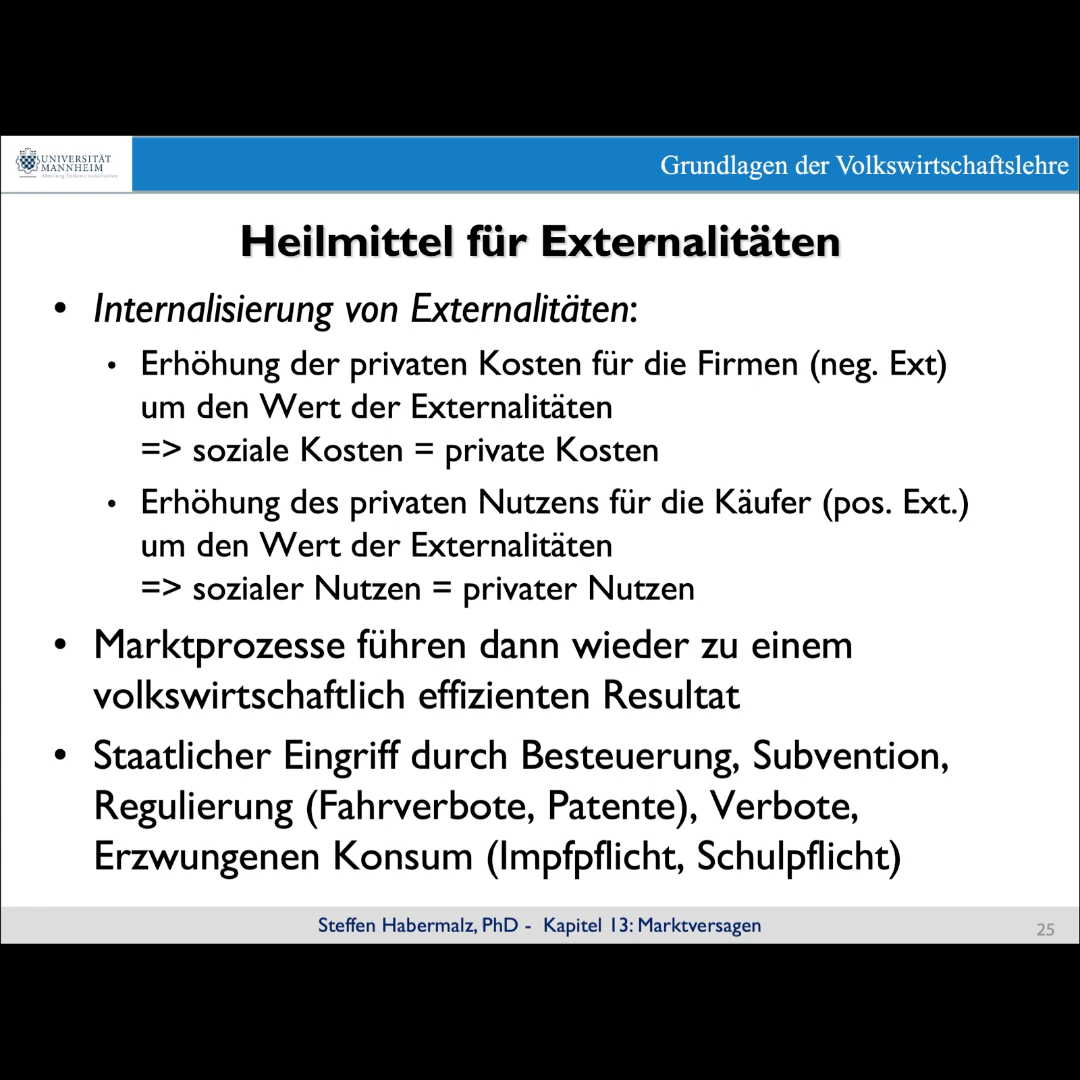 UNIVERSITÄT
MANNHEIM
Abteilung Volkswirtschaftslehre
Grundlagen der Volkswirtschaftslehre
Heilmittel für Externalitäten
• Internalisierung von Externalitäten:
• Erhöhung der privaten Kosten für die Firmen (neg. Ext)
um den Wert der Externalitäten
=> soziale Kosten = private Kosten
• Erhöhung des privaten Nutzens für die Käufer (pos. Ext.)
um den Wert der Externalitäten
=> sozialer Nutzen = privater Nutzen
• Marktprozesse führen dann wieder zu einem
volkswirtschaftlich effizienten Resultat
• Staatlicher Eingriff durch Besteuerung, Subvention,
Regulierung (Fahrverbote, Patente), Verbote,
Erzwungenen Konsum (Impfpflicht, Schulpflicht)
Steffen Habermalz, PhD - Kapitel 13: Marktversagen
25